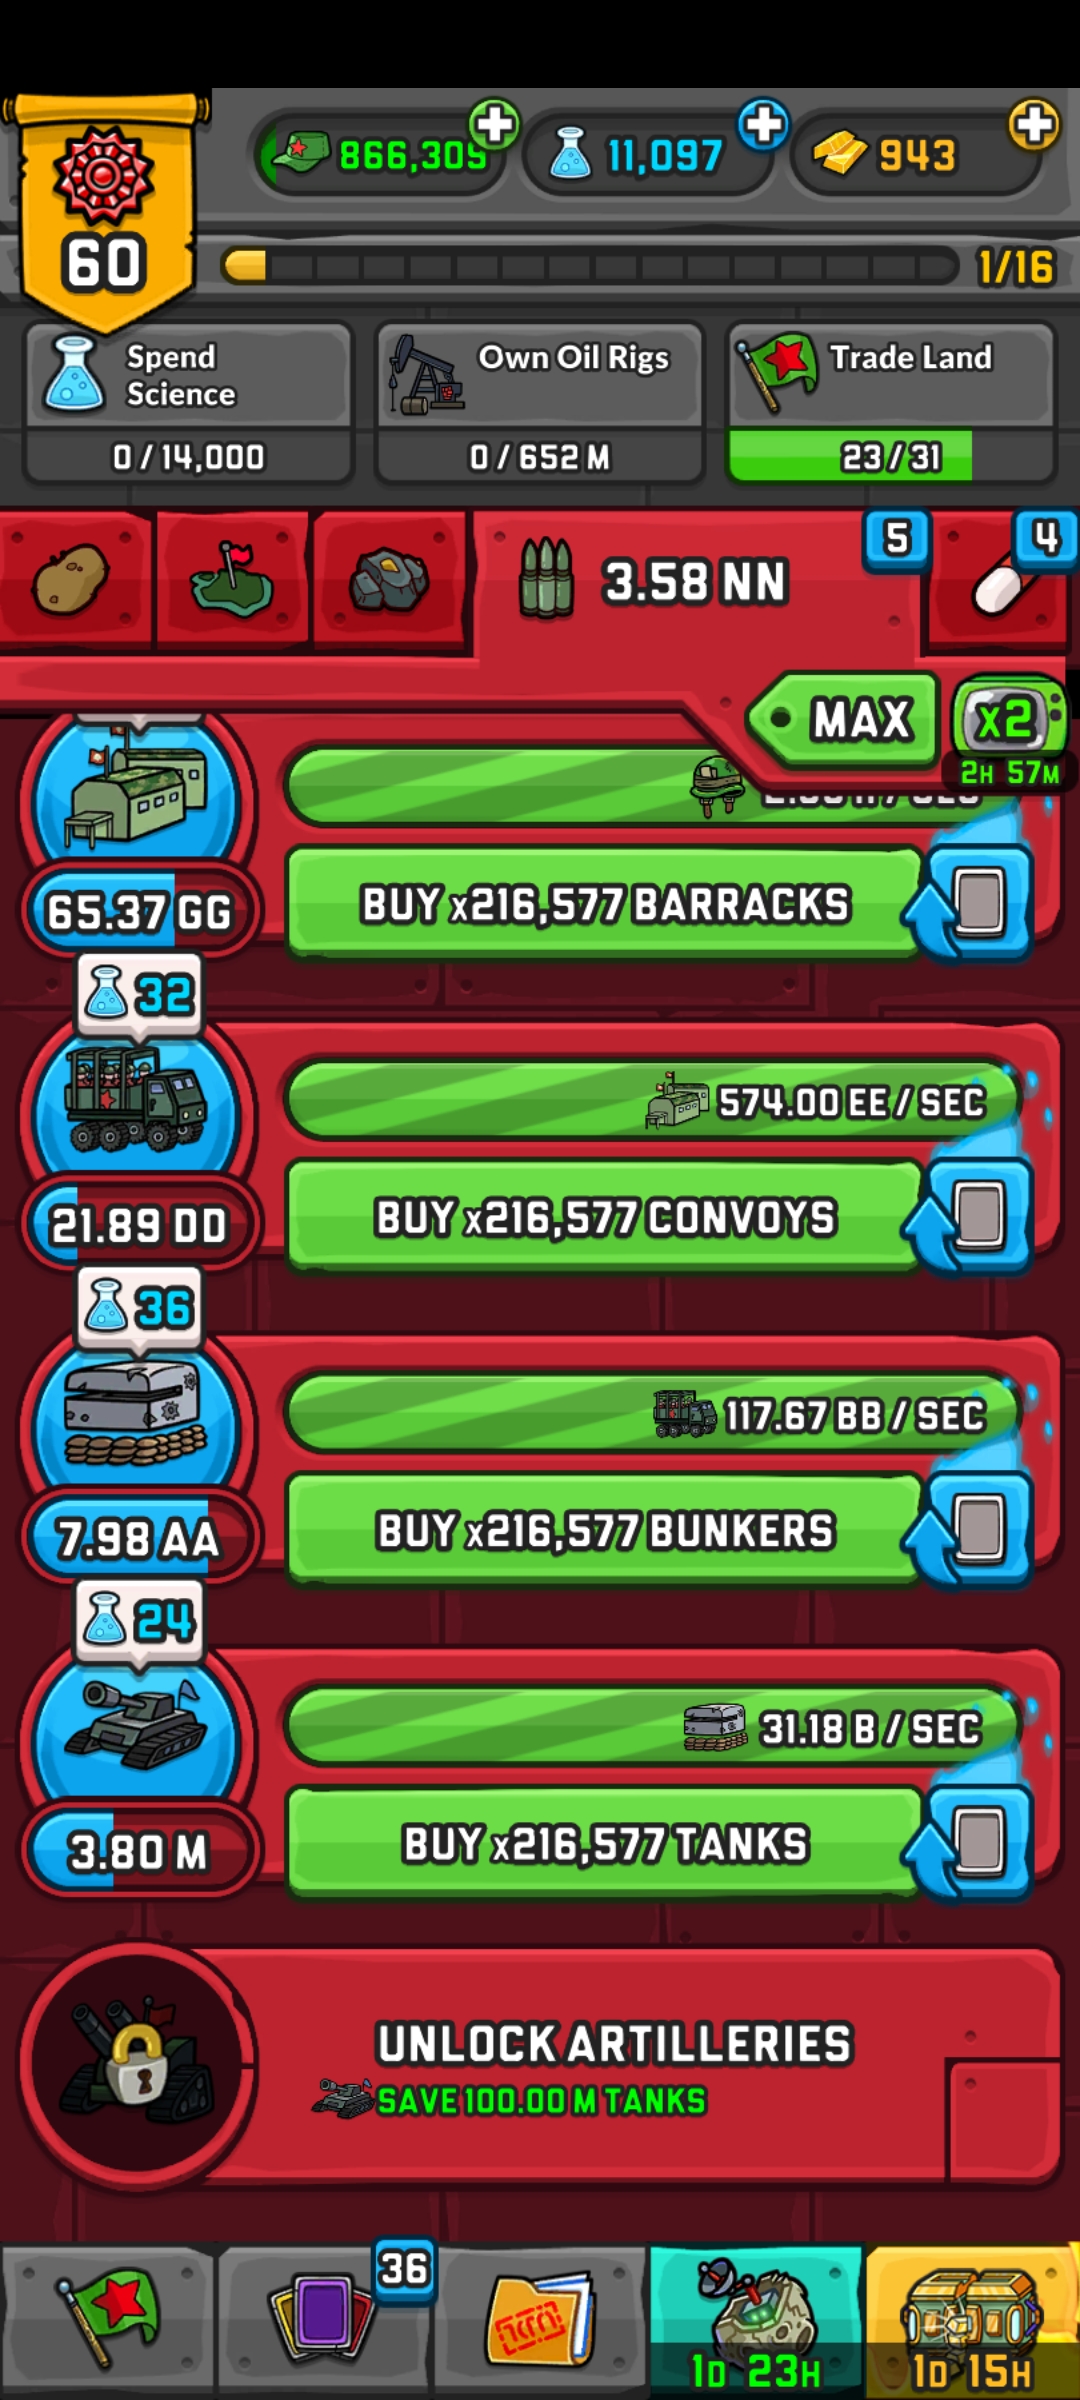 866,309
11,097
943
60
1/16
Spend Science
Own Oil Rigs
Trade Land
0/14,000
0/652 M
23/31
3.58 NN
5
4
MAX
x2
2H 57M
BUY x216,577 BARRACKS
65.37 GG
32
574.00 EE / SEC
BUY x216,577 CONVOYS
21.89 DD
36
117.67 BB / SEC
BUY x216,577 BUNKERS
7.98 AA
24
31.18 B / SEC
BUY x216,577 TANKS
3.80 M
UNLOCK ARTILLERIES
SAVE 100.00 M TANKS
36
1D 23H
1D 15H